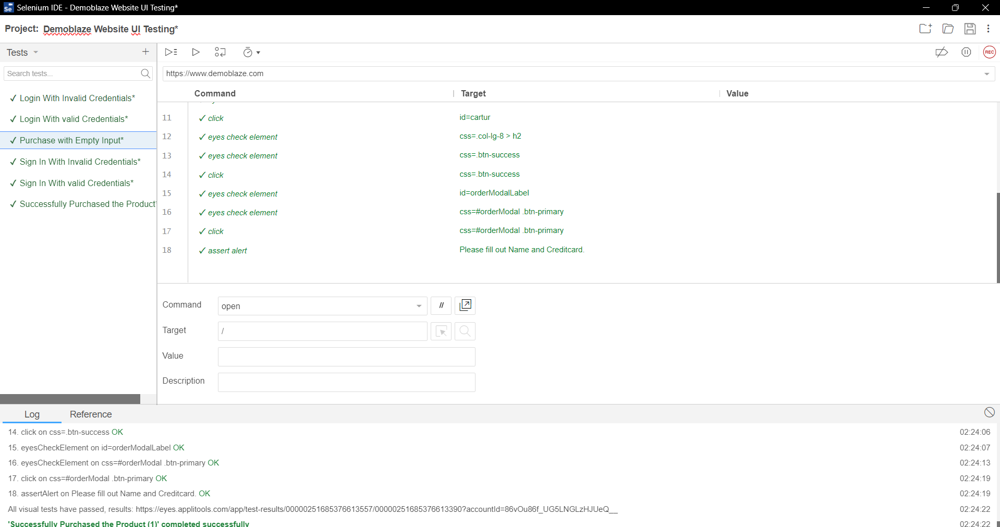 Selenium IDE - Demoblaze Website UI Testing*
Project: Demoblaze Website UI Testing*
Tests
Search tests...
✓ Login With Invalid Credentials*
✓ Login With valid Credentials*
✓ Purchase with Empty Input*
✓ Sign In With Invalid Credentials*
✓ Sign In With valid Credentials*
✓ Successfully Purchased the Product*
REC
https://www.demoblaze.com
Command Target Value
11 ✓ click id=cartur
12 ✓ eyes check element css=.col-lg-8 > h2
13 ✓ eyes check element css=.btn-success
14 ✓ click css=.btn-success
15 ✓ eyes check element id=orderModalLabel
16 ✓ eyes check element css=#orderModal .btn-primary
17 ✓ click css=#orderModal .btn-primary
18 ✓ assert alert Please fill out Name and Creditcard.
Command open //
Target /
Value
Description
Log Reference
14. click on css=.btn-success OK 02:24:06
15. eyesCheckElement on id=orderModalLabel OK 02:24:07
16. eyesCheckElement on css=#orderModal .btn-primary OK 02:24:13
17. click on css=#orderModal .btn-primary OK 02:24:19
18. assertAlert on Please fill out Name and Creditcard. OK 02:24:19
All visual tests have passed, results: https://eyes.applitools.com/app/test-results/00000251685376613557/00000251685376613390?accountId=86vOu86f_UG5LNGLzHJUeQ__ 02:24:22
'Successfully Purchased the Product (1)' completed successfully 02:24:22